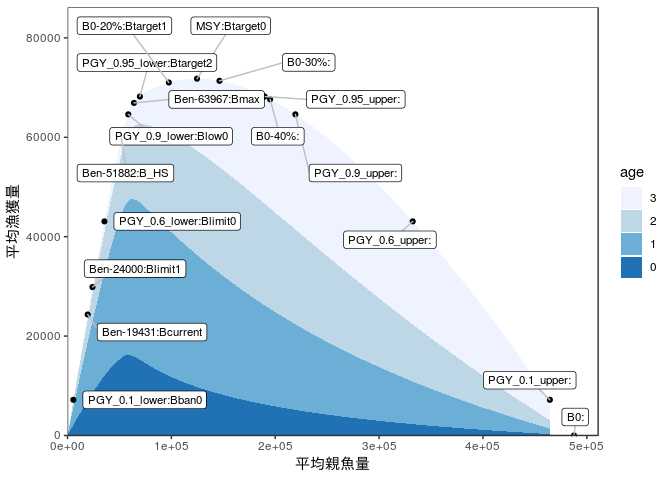 B0-20%:Btarget1
MSY:Btarget0
80000
PGY_0.95_lower:Btarget2
B0-30%:
Ben-63967:Bmax
PGY_0.95_upper:
60000
PGY_0.9_lower:Blow0
B0-40%:
Ben-51882:B_HS
PGY_0.9_upper:
PGY_0.6_lower:Blimit0
40000
PGY_0.6_upper:
Ben-24000:Blimit1
Ben-19431:Bcurrent
20000
PGY_0.1_upper:
PGY_0.1_lower:Bban0
B0:
0
平均漁獲量
0e+00
1e+05
2e+05
3e+05
4e+05
5e+05
平均親魚量
age
3
2
1
0